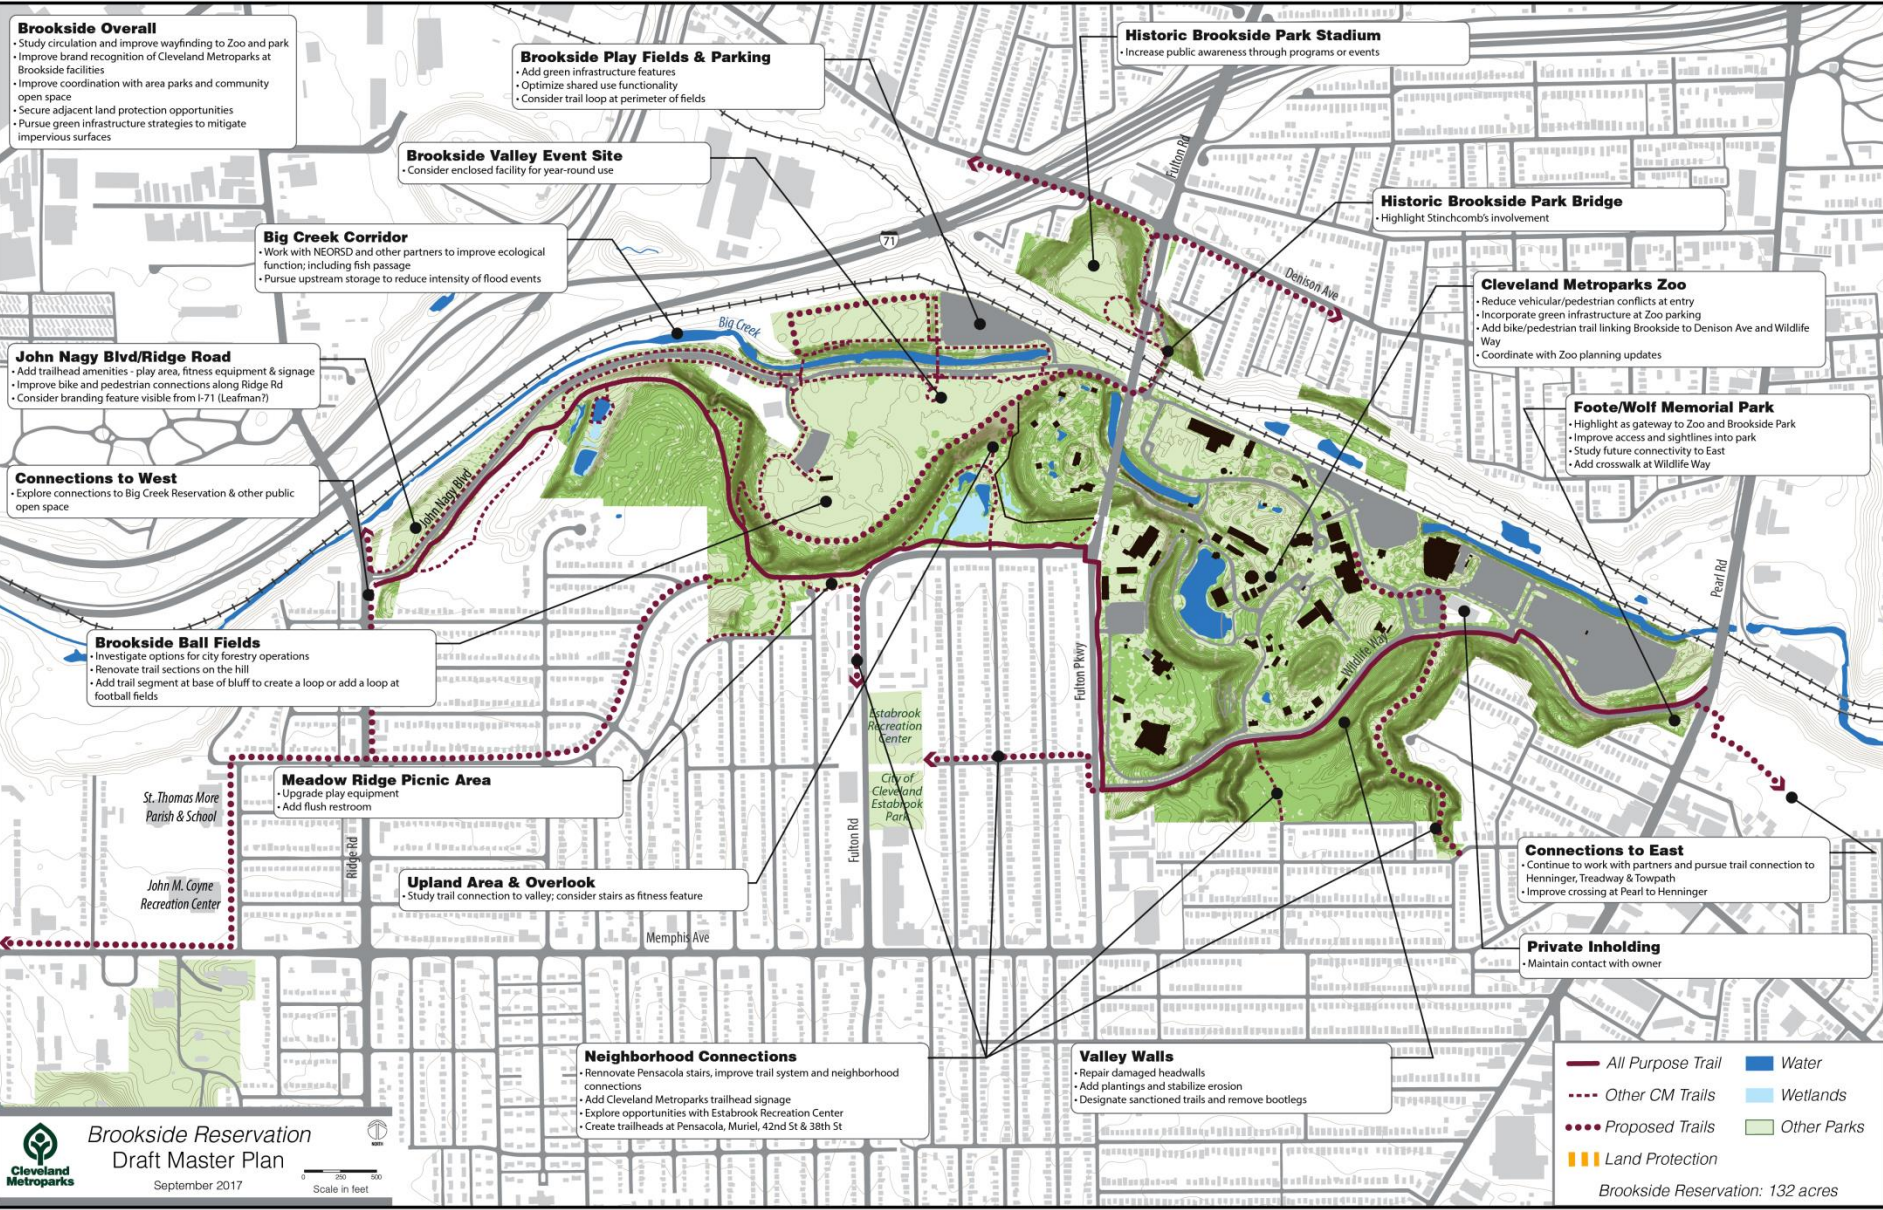 Brookside Overall
• Study circulation and improve wayfinding to Zoo and park
• Improve brand recognition of Cleveland Metroparks at
Brookside facilities
• Improve coordination with area parks and community
open space
• Secure adjacent land protection opportunities
• Pursue green infrastructure strategies to mitigate
impervious surfaces
Brookside Play Fields & Parking
• Add green infrastructure features
• Optimize shared use functionality
• Consider trail loop at perimeter of fields
Historic Brookside Park Stadium
• Increase public awareness through programs or events
Brookside Valley Event Site
• Consider enclosed facility for year-round use
Historic Brookside Park Bridge
• Highlight Stinchcomb's involvement
Big Creek Corridor
• Work with NEORSD and other partners to improve ecological
function; including fish passage
• Pursue upstream storage to reduce intensity of flood events
Cleveland Metroparks Zoo
• Reduce vehicular/pedestrian conflicts at entry
• Incorporate green infrastructure at Zoo parking
• Add bike/pedestrian trail linking Brookside to Denison Ave and Wildlife
Way
• Coordinate with Zoo planning updates
John Nagy Blvd/Ridge Road
• Add trailhead amenities - play area, fitness equipment & signage
• Improve bike and pedestrian connections along Ridge Rd
• Consider branding feature visible from I-71 (Leafman?)
Foote/Wolf Memorial Park
• Highlight as gateway to Zoo and Brookside Park
• Improve access and sightlines into park
• Study future connectivity to East
• Add crosswalk at Wildlife Way
Connections to West
• Explore connections to Big Creek Reservation & other public
open space
Brookside Ball Fields
• Investigate options for city forestry operations
• Renovate trail sections on the hill
• Add trail segment at base of bluff to create a loop or add a loop at
football fields
Meadow Ridge Picnic Area
• Upgrade play equipment
• Add flush restroom
Upland Area & Overlook
• Study trail connection to valley; consider stairs as fitness feature
Connections to East
• Continue to work with partners and pursue trail connection to
Henninger, Treadway & Towpath
• Improve crossing at Pearl to Henninger
Private Inholding
• Maintain contact with owner
Neighborhood Connections
• Rennovate Pensacola stairs, improve trail system and neighborhood
connections
• Add Cleveland Metroparks trailhead signage
• Explore opportunities with Estabrook Recreation Center
• Create trailheads at Pensacola, Muriel, 42nd St & 38th St
Valley Walls
• Repair damaged headwalls
• Add plantings and stabilize erosion
• Designate sanctioned trails and remove bootlegs
Fulton Rd
71
Denison Ave
Big Creek
John Nagy Blvd
Pearl Rd
Fulton Pkwy
Wildlife Way
Estabrook
Recreation
Center
City of
Cleveland
Estabrook
Park
St. Thomas More
Parish & School
John M. Coyne
Recreation Center
Ridge Rd
Fulton Rd
Memphis Ave
All Purpose Trail
Other CM Trails
Proposed Trails
Land Protection
Water
Wetlands
Other Parks
Brookside Reservation: 132 acres
Cleveland
Metroparks
Brookside Reservation
Draft Master Plan
September 2017
NORTH
0 250 500
Scale in feet